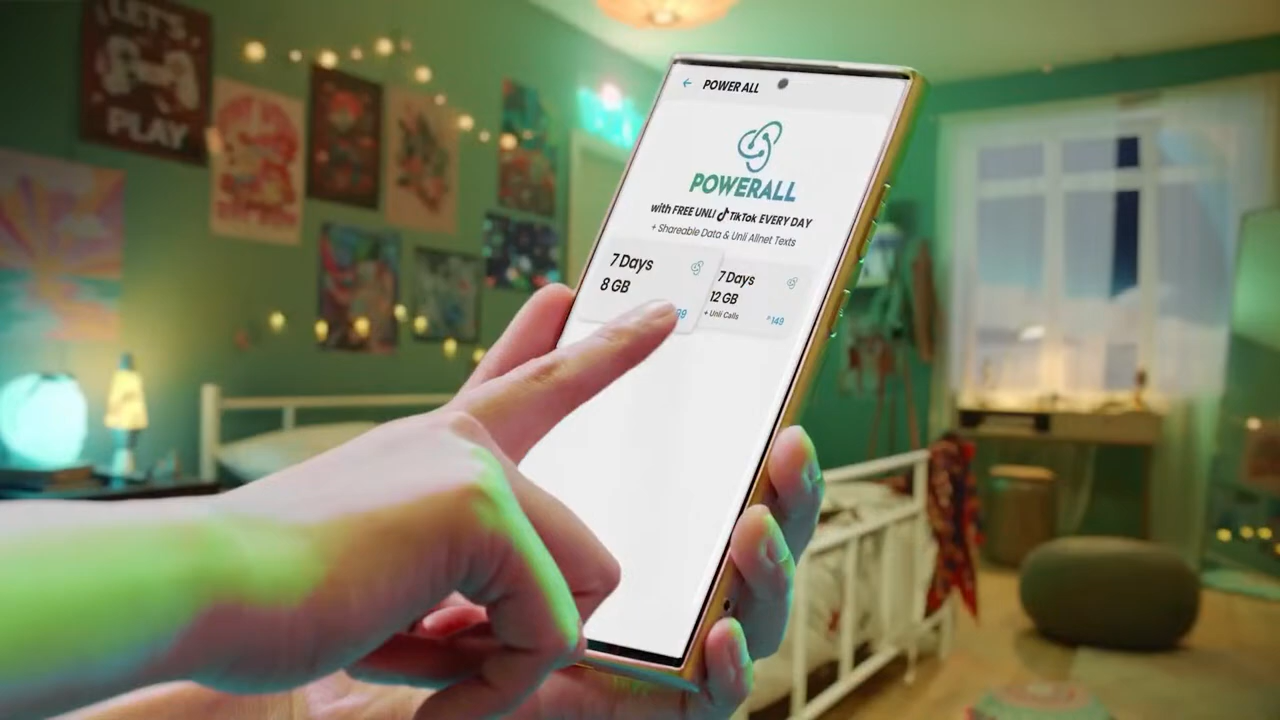 LET'S
PLAY
POWER ALL
POWERALL
with FREE UNLI TikTok EVERY DAY
+ Shareable Data & Unli Allnet Texts
7 Days
8 GB
99
7 Days
12 GB
+ Unli Calls
₱149